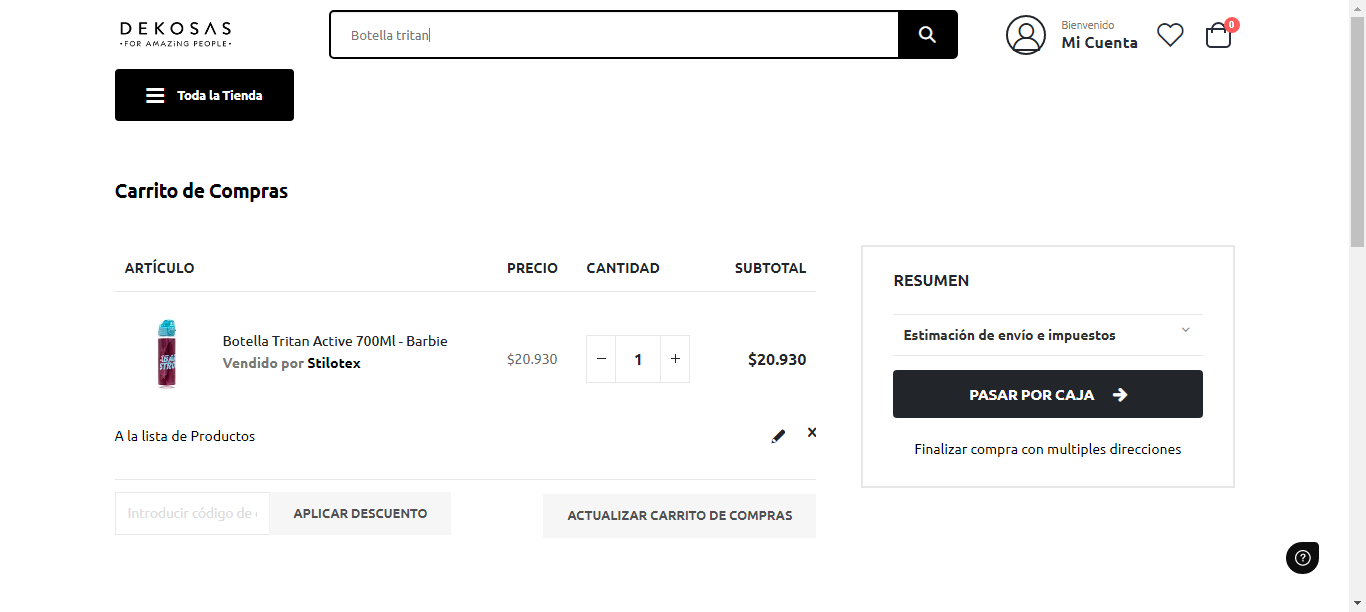 DEKOSAS
•FOR AMAZING PEOPLE•
Botella tritan
Bienvenido
Mi Cuenta
0
Toda la Tienda
Carrito de Compras
ARTÍCULO PRECIO CANTIDAD SUBTOTAL
Botella Tritan Active 700Ml - Barbie
Vendido por Stilotex
$20.930 − 1 + $20.930
A la lista de Productos
Introducir código de
APLICAR DESCUENTO
ACTUALIZAR CARRITO DE COMPRAS
RESUMEN
Estimación de envío e impuestos
PASAR POR CAJA
Finalizar compra con multiples direcciones